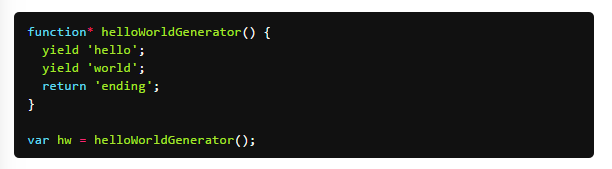 function* helloWorldGenerator() {
  yield 'hello';
  yield 'world';
  return 'ending';
}

var hw = helloWorldGenerator();